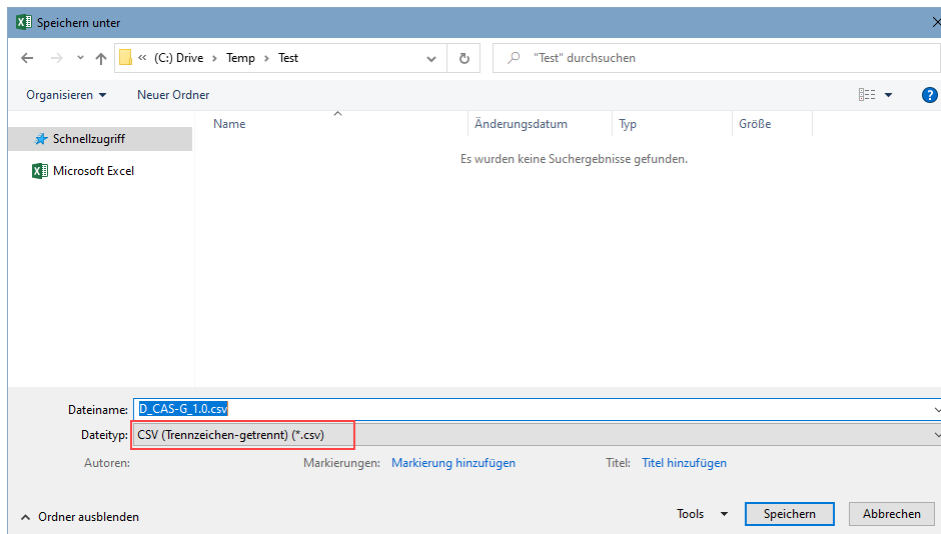 Speichern unter
« (C:) Drive > Temp > Test
"Test" durchsuchen
Organisieren Neuer Ordner
Name Änderungsdatum Typ Größe
Schnellzugriff
Es wurden keine Suchergebnisse gefunden.
Microsoft Excel
Dateiname: D_CAS-G_1.0.csv
Dateityp: CSV (Trennzeichen-getrennt) (*.csv)
Autoren: Markierungen: Markierung hinzufügen Titel: Titel hinzufügen
Ordner ausblenden Tools Speichern Abbrechen